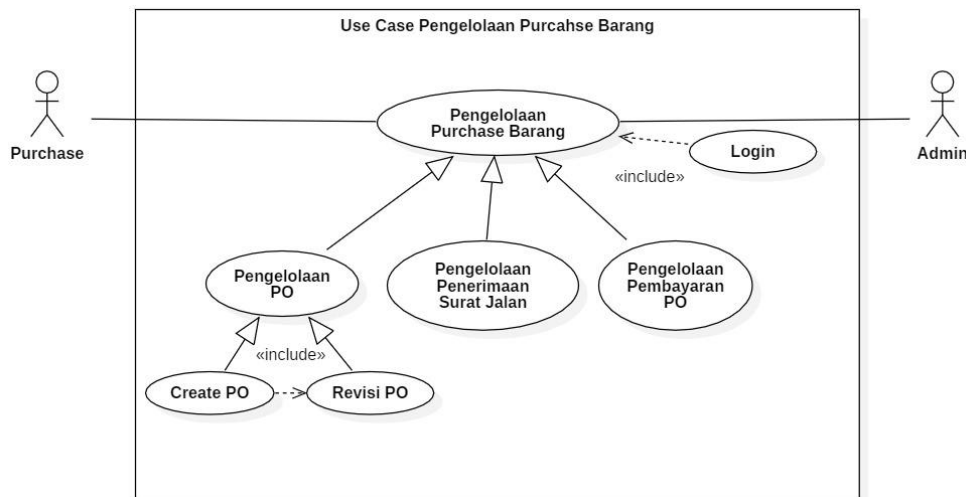 Use Case Pengelolaan Purcahse Barang
Pengelolaan
Purchase Barang
Purchase
Admin
Login
«include»
Pengelolaan
PO
Pengelolaan
Penerimaan
Surat Jalan
Pengelolaan
Pembayaran
PO
«include»
Create PO
Revisi PO